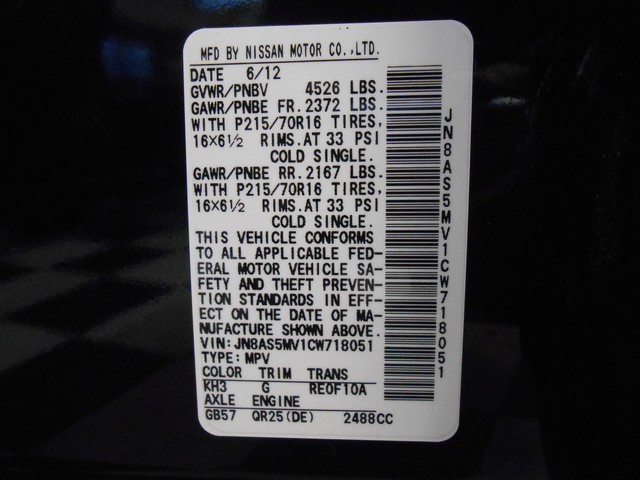 MFD BY NISSAN MOTOR CO.,LTD.
DATE 6/12
GVWR/PNBV 4526 LBS.
GAWR/PNBE FR. 2372 LBS.
WITH P215/70R16 TIRES,
16X6½ RIMS. AT 33 PSI
COLD SINGLE.
GAWR/PNBE RR. 2167 LBS.
WITH P215/70R16 TIRES,
16X6½ RIMS. AT 33 PSI
COLD SINGLE.
THIS VEHICLE CONFORMS
TO ALL APPLICABLE FED-
ERAL MOTOR VEHICLE SA-
FETY AND THEFT PREVEN-
TION STANDARDS IN EFF-
ECT ON THE DATE OF MA-
NUFACTURE SHOWN ABOVE.
VIN: JN8AS5MV1CW718051
TYPE: MPV
COLOR TRIM TRANS
KH3 G RE0F10A
AXLE ENGINE
GB57 QR25(DE) 2488CC
JN8AS5MV1CW718051